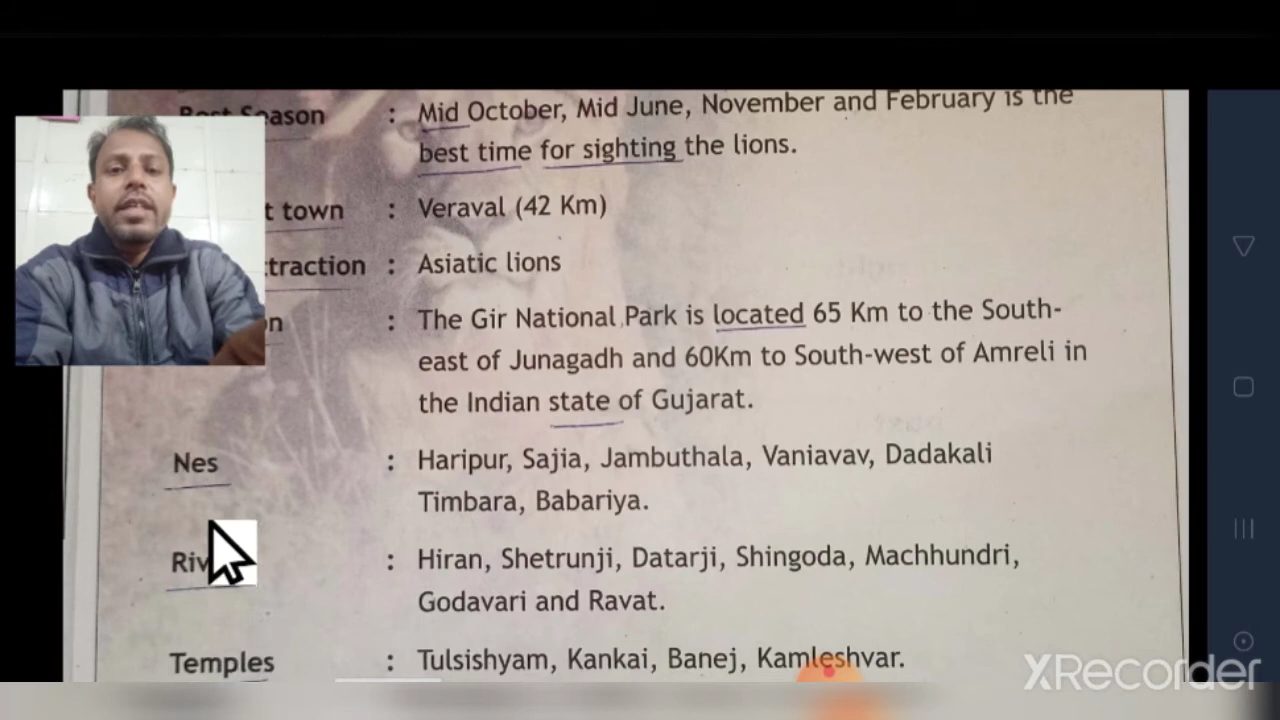 Best Season : Mid October, Mid June, November and February is the
best time for sighting the lions.
t town : Veraval (42 Km)
traction : Asiatic lions
n : The Gir National Park is located 65 Km to the South-
east of Junagadh and 60Km to South-west of Amreli in
the Indian state of Gujarat.
Nes : Haripur, Sajia, Jambuthala, Vaniavav, Dadakali
Timbara, Babariya.
Riv : Hiran, Shetrunji, Datarji, Shingoda, Machhundri,
Godavari and Ravat.
Temples : Tulsishyam, Kankai, Banej, Kamleshvar.
XRecorder